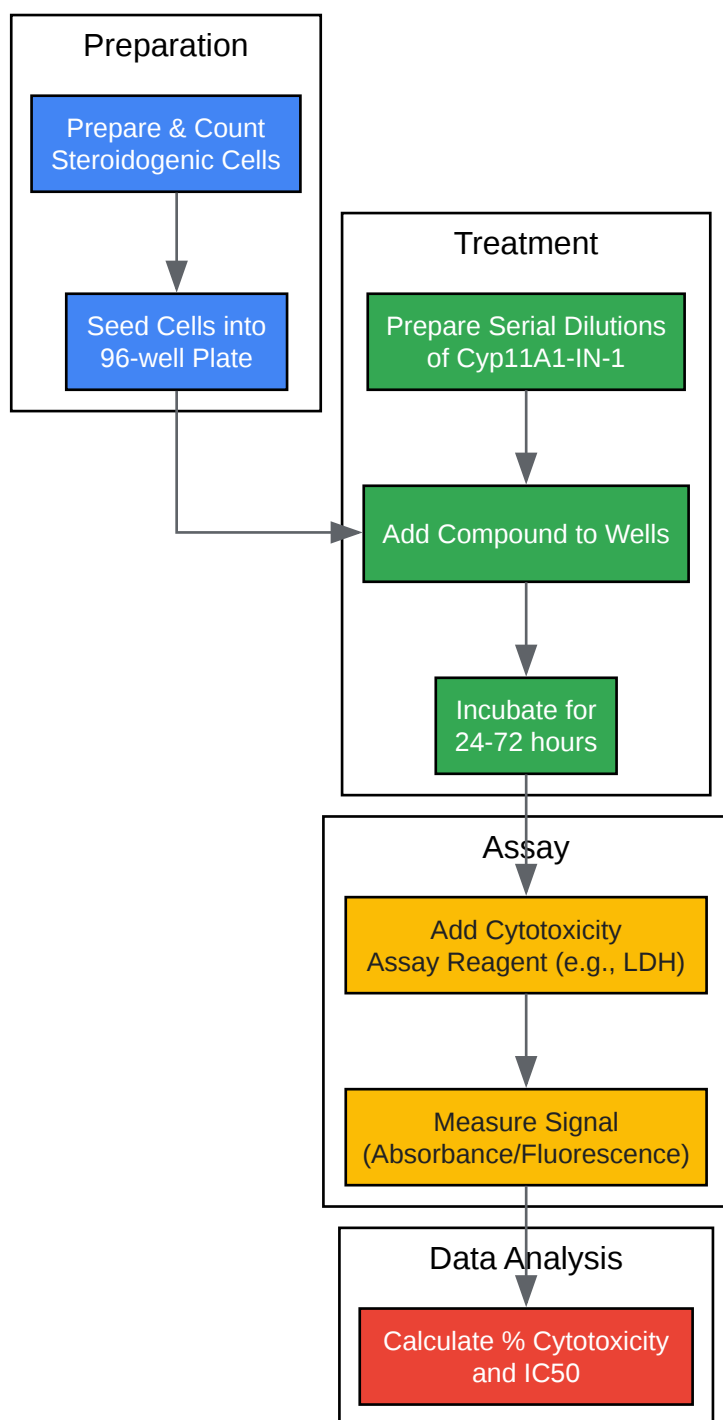 Preparation
Prepare & Count
Steroidogenic Cells
Seed Cells into
96-well Plate
Treatment
Prepare Serial Dilutions
of Cyp11A1-IN-1
Add Compound to Wells
Incubate for
24-72 hours
Assay
Add Cytotoxicity
Assay Reagent (e.g., LDH)
Measure Signal
(Absorbance/Fluorescence)
Data Analysis
Calculate % Cytotoxicity
and IC50